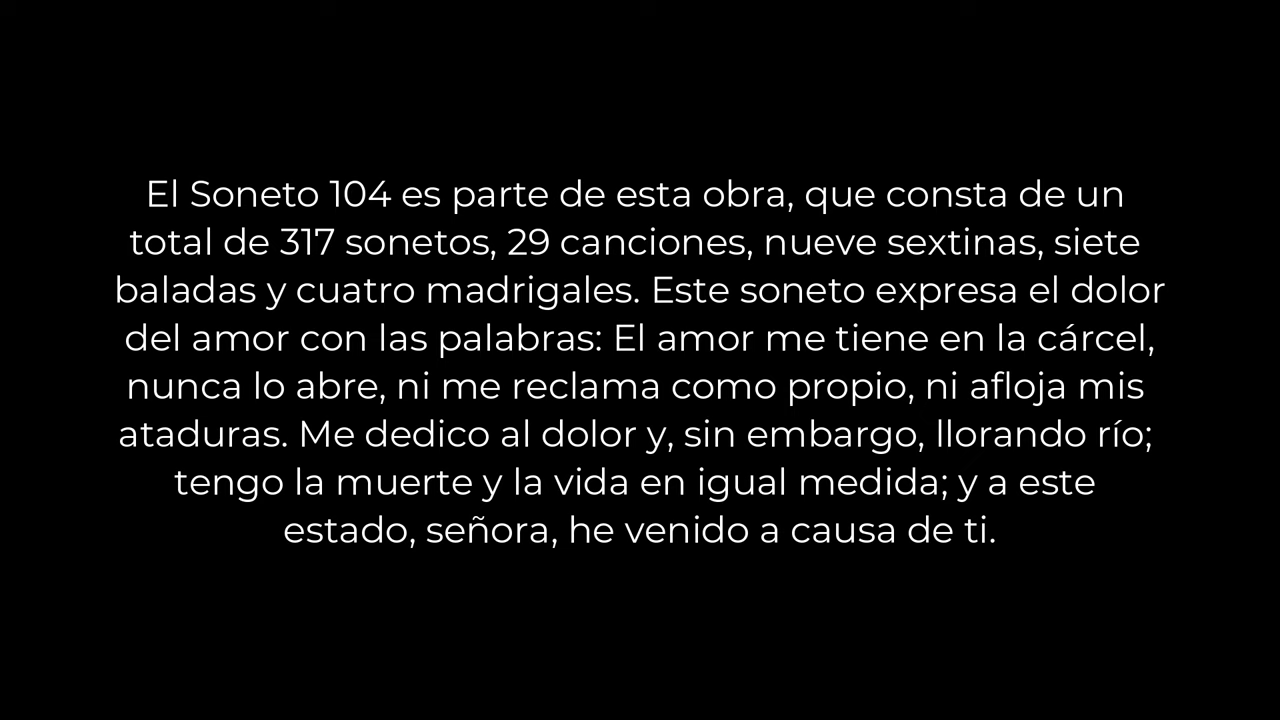 El Soneto 104 es parte de esta obra, que consta de un
total de 317 sonetos, 29 canciones, nueve sextinas, siete
baladas y cuatro madrigales. Este soneto expresa el dolor
del amor con las palabras: El amor me tiene en la cárcel,
nunca lo abre, ni me reclama como propio, ni afloja mis
ataduras. Me dedico al dolor y, sin embargo, llorando río;
tengo la muerte y la vida en igual medida; y a este
estado, señora, he venido a causa de ti.